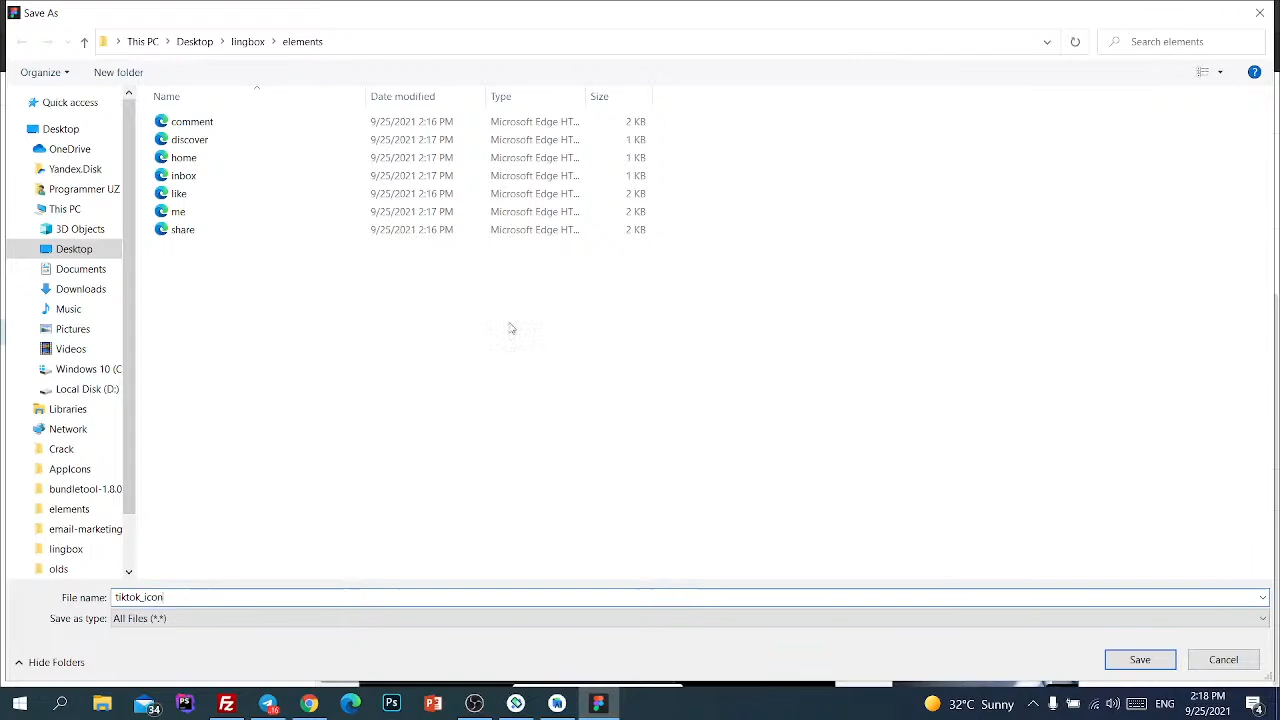 Save As
This PC > Desktop > lingbox > elements
Search elements
Organize
New folder
Name
Date modified
Type
Size
comment 9/25/2021 2:16 PM Microsoft Edge HT... 2 KB
discover 9/25/2021 2:17 PM Microsoft Edge HT... 1 KB
home 9/25/2021 2:17 PM Microsoft Edge HT... 1 KB
inbox 9/25/2021 2:17 PM Microsoft Edge HT... 1 KB
like 9/25/2021 2:16 PM Microsoft Edge HT... 2 KB
me 9/25/2021 2:17 PM Microsoft Edge HT... 2 KB
share 9/25/2021 2:16 PM Microsoft Edge HT... 2 KB
Quick access
Desktop
OneDrive
Yandex.Disk
Programmer UZ
This PC
3D Objects
Desktop
Documents
Downloads
Music
Pictures
Videos
Windows 10 (C
Local Disk (D:)
Libraries
Network
Crack
AppIcons
bundletool-1.8.0
elements
email-marketing
lingbox
olds
File name: tiktok_icon
Save as type: All Files (*.*)
Hide Folders
Save
Cancel
34
PS
Fz
16
Ps
P
32°C Sunny
2:18 PM
9/25/2021
2